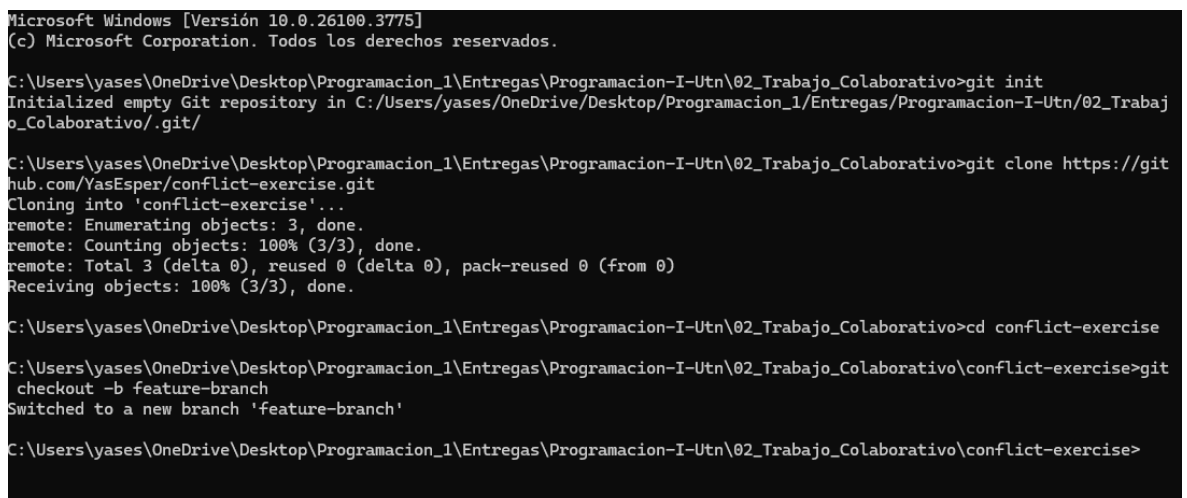 Microsoft Windows [Versión 10.0.26100.3775]
(c) Microsoft Corporation. Todos los derechos reservados.
C:\Users\yases\OneDrive\Desktop\Programacion_1\Entregas\Programacion-I-Utn\02_Trabajo_Colaborativo>git init
Initialized empty Git repository in C:/Users/yases/OneDrive/Desktop/Programacion_1/Entregas/Programacion-I-Utn/02_Trabaj
o_Colaborativo/.git/
C:\Users\yases\OneDrive\Desktop\Programacion_1\Entregas\Programacion-I-Utn\02_Trabajo_Colaborativo>git clone https://git
hub.com/YasEsper/conflict-exercise.git
Cloning into 'conflict-exercise'...
remote: Enumerating objects: 3, done.
remote: Counting objects: 100% (3/3), done.
remote: Total 3 (delta 0), reused 0 (delta 0), pack-reused 0 (from 0)
Receiving objects: 100% (3/3), done.
C:\Users\yases\OneDrive\Desktop\Programacion_1\Entregas\Programacion-I-Utn\02_Trabajo_Colaborativo>cd conflict-exercise
C:\Users\yases\OneDrive\Desktop\Programacion_1\Entregas\Programacion-I-Utn\02_Trabajo_Colaborativo\conflict-exercise>git
 checkout -b feature-branch
Switched to a new branch 'feature-branch'
C:\Users\yases\OneDrive\Desktop\Programacion_1\Entregas\Programacion-I-Utn\02_Trabajo_Colaborativo\conflict-exercise>